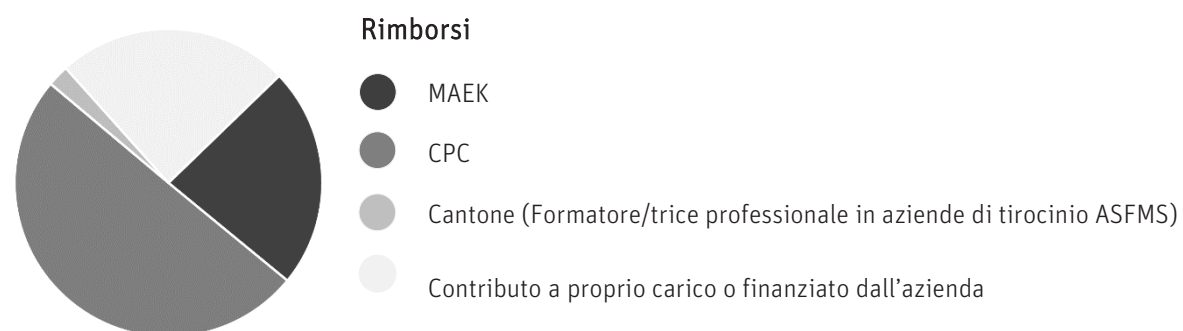 Rimborsi
MAEK
CPC
Cantone (Formatore/trice professionale in aziende di tirocinio ASFMS)
Contributo a proprio carico o finanziato dall’azienda